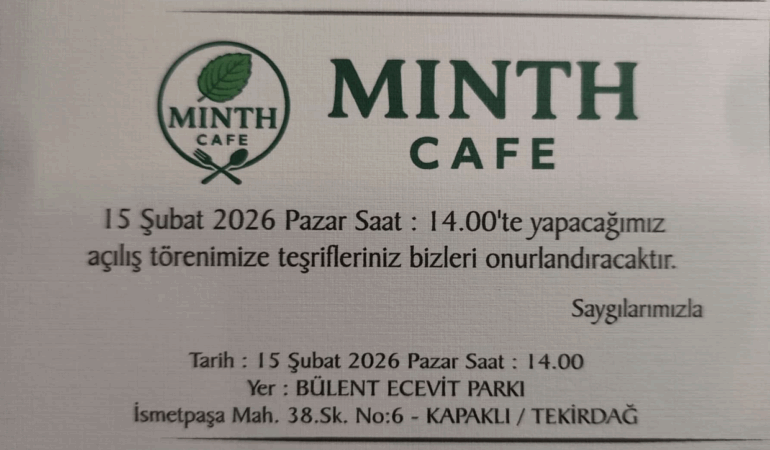 MINTH
CAFE
MINTH
CAFE
15 Şubat 2026 Pazar Saat : 14.00'te yapacağımız
açılış törenimize teşrifleriniz bizleri onurlandıracaktır.
Saygılarımızla
Tarih : 15 Şubat 2026 Pazar Saat : 14.00
Yer : BÜLENT ECEVİT PARKI
İsmetpaşa Mah. 38.Sk. No:6 - KAPAKLI / TEKİRDAĞ